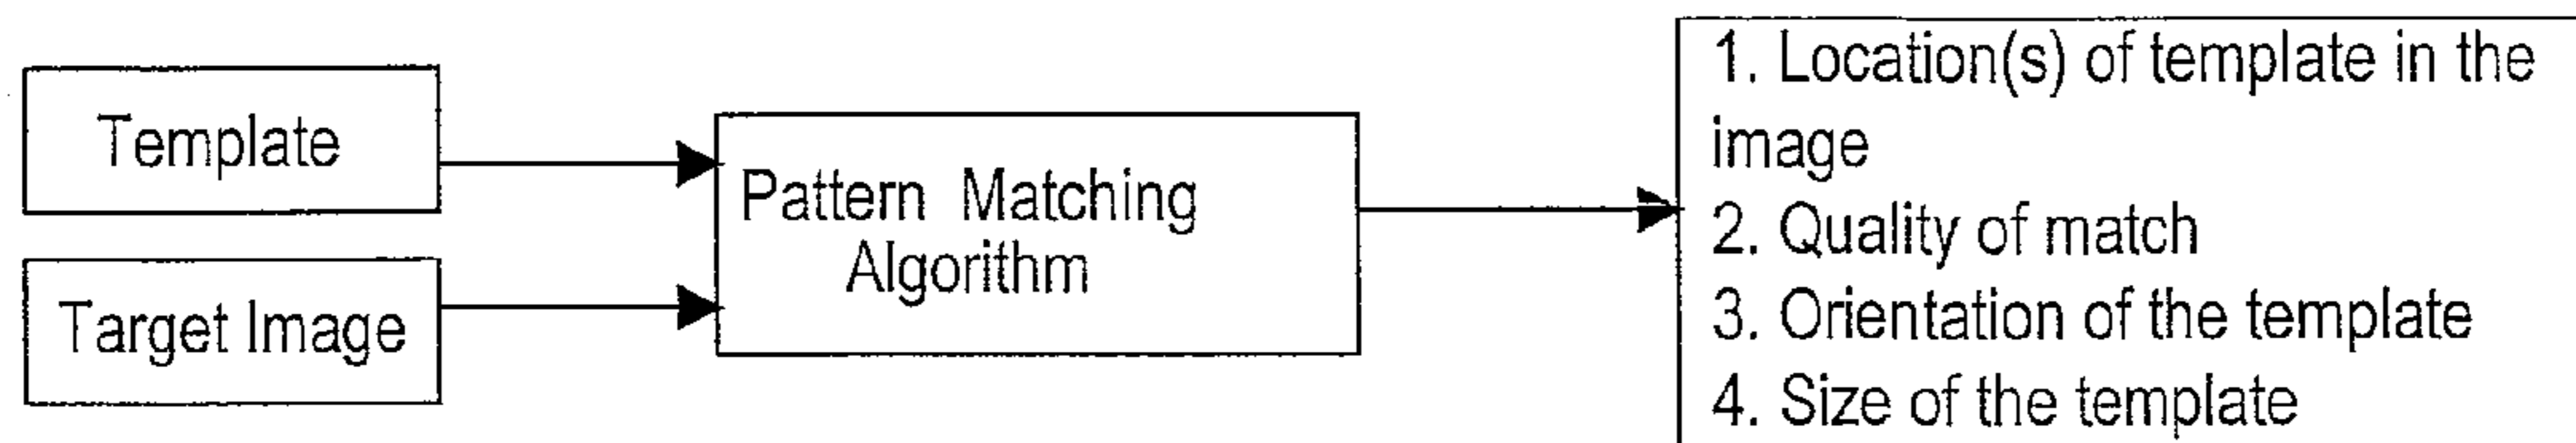 Template
Target Image
Pattern Matching
Algorithm
1. Location(s) of template in the
image
2. Quality of match
3. Orientation of the template
4. Size of the template